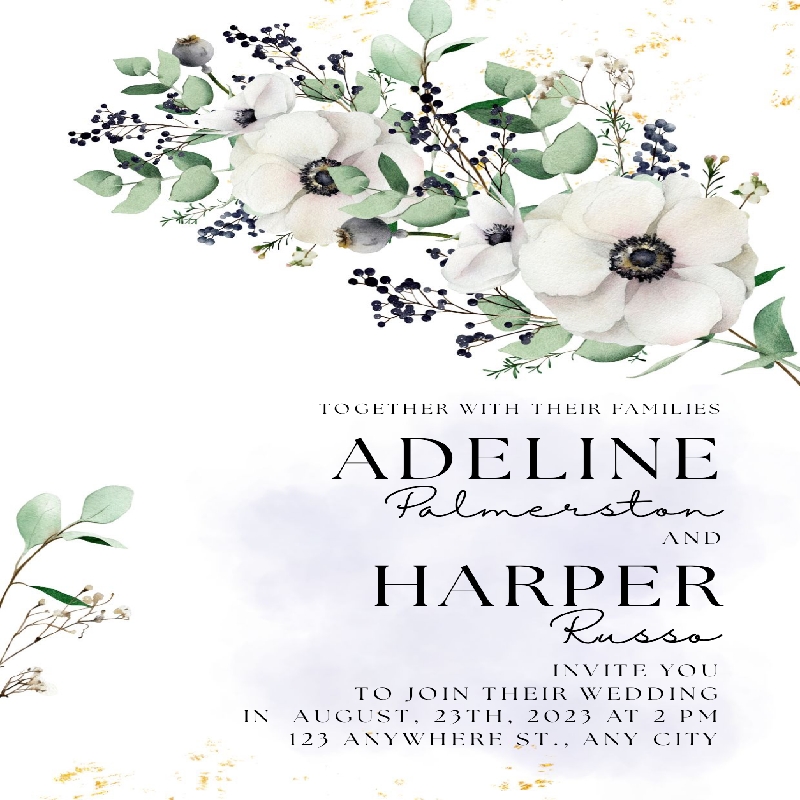 TOGETHER WITH THEIR FAMILIES
ADELINE
Palmerston
AND
HARPER
Russo
INVITE YOU
TO JOIN THEIR WEDDING
IN AUGUST, 23TH, 2023 AT 2 PM
123 ANYWHERE ST., ANY CITY